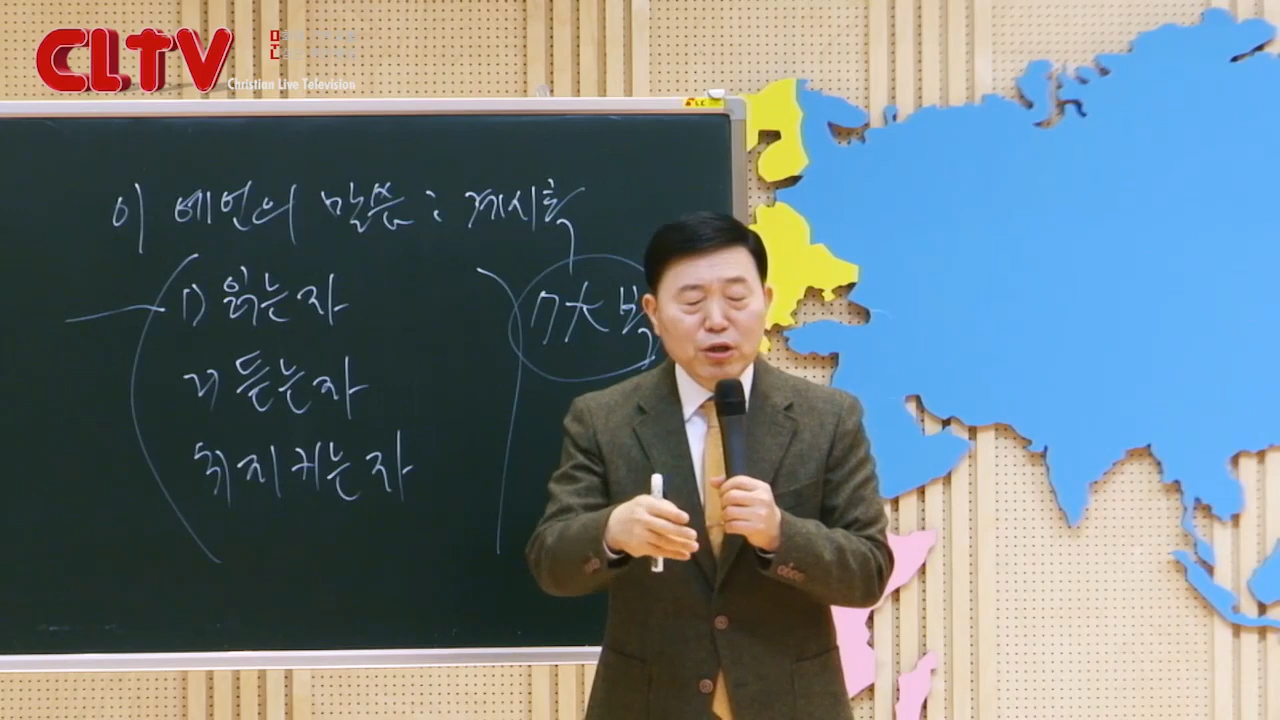 CLTV
Christian Live Television
이 예언의 말씀 : 계시록
1) 읽는자
2) 듣는자
3) 지키는자
7大 복